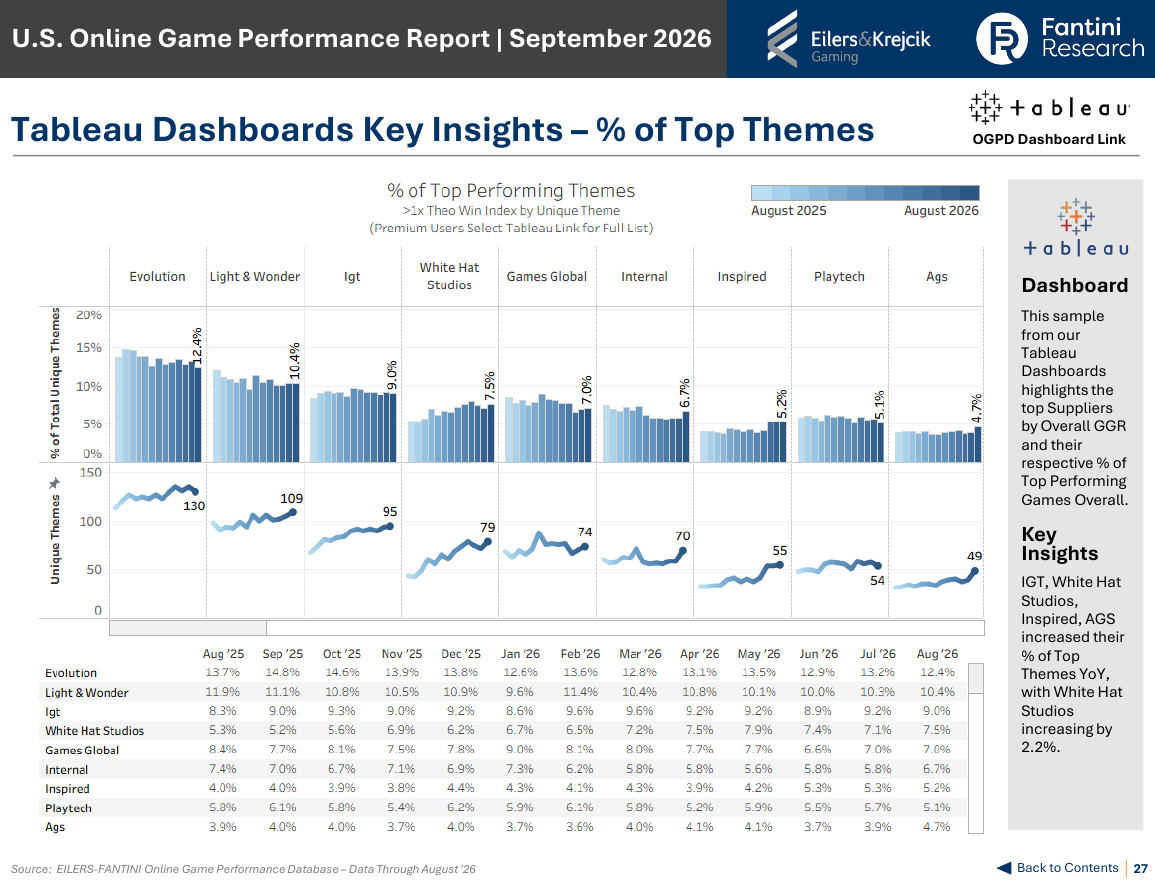 U.S. Online Game Performance Report | September 2026
Eilers&Krejcik
Gaming
Fantini
Research
Tableau Dashboards Key Insights – % of Top Themes
+ a b | e a u
OGPD Dashboard Link
% of Top Performing Themes
>1x Theo Win Index by Unique Theme
(Premium Users Select Tableau Link for Full List)
August 2025 August 2026
Evolution Light & Wonder Igt White Hat Studios Games Global Internal Inspired Playtech Ags
% of Total Unique Themes
20%
15%
10%
5%
0%
12.4% 10.4% 9.0% 7.5% 7.0% 6.7% 5.2% 5.1% 4.7%
Unique Themes
150
100
50
0
130 109 95 79 74 70 55 54 49
Aug '25 Sep '25 Oct '25 Nov '25 Dec '25 Jan '26 Feb '26 Mar '26 Apr '26 May '26 Jun '26 Jul '26 Aug '26
Evolution 13.7% 14.8% 14.6% 13.9% 13.8% 12.6% 13.6% 12.8% 13.1% 13.5% 12.9% 13.2% 12.4%
Light & Wonder 11.9% 11.1% 10.8% 10.5% 10.9% 9.6% 11.4% 10.4% 10.8% 10.1% 10.0% 10.3% 10.4%
Igt 8.3% 9.0% 9.3% 9.0% 9.2% 8.6% 9.6% 9.6% 9.2% 9.2% 8.9% 9.2% 9.0%
White Hat Studios 5.3% 5.2% 5.6% 6.9% 6.2% 6.7% 6.5% 7.2% 7.5% 7.9% 7.4% 7.1% 7.5%
Games Global 8.4% 7.7% 8.1% 7.5% 7.8% 9.0% 8.1% 8.0% 7.7% 7.7% 6.6% 7.0% 7.0%
Internal 7.4% 7.0% 6.7% 7.1% 6.9% 7.3% 6.2% 5.8% 5.8% 5.6% 5.8% 5.8% 6.7%
Inspired 4.0% 4.0% 3.9% 3.8% 4.4% 4.3% 4.1% 4.3% 3.9% 4.2% 5.3% 5.3% 5.2%
Playtech 5.8% 6.1% 5.8% 5.4% 6.2% 5.9% 6.1% 5.8% 5.2% 5.9% 5.5% 5.7% 5.1%
Ags 3.9% 4.0% 4.0% 3.7% 4.0% 3.7% 3.6% 4.0% 4.1% 4.1% 3.7% 3.9% 4.7%
+ a b | e a u
Dashboard
This sample
from our
Tableau
Dashboards
highlights the
top Suppliers
by Overall GGR
and their
respective % of
Top Performing
Games Overall.
Key
Insights
IGT, White Hat
Studios,
Inspired, AGS
increased their
% of Top
Themes YoY,
with White Hat
Studios
increasing by
2.2%.
Source: EILERS-FANTINI Online Game Performance Database – Data Through August '26
Back to Contents | 27